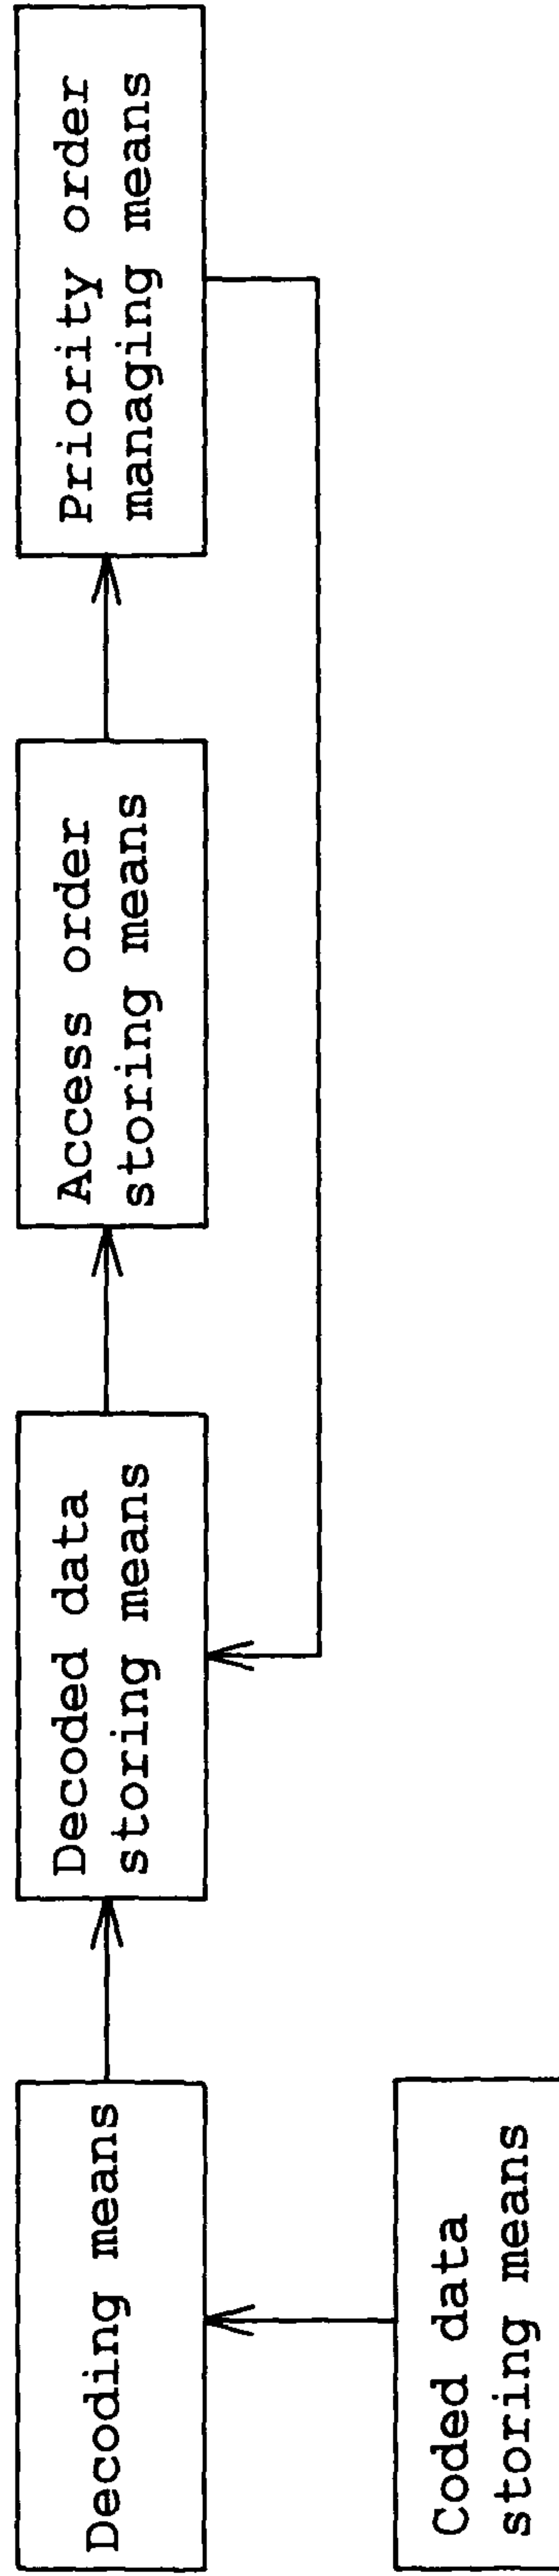 Decoding means
Decoded data
storing means
Access order
storing means
Priority order
managing means
Coded data
storing means